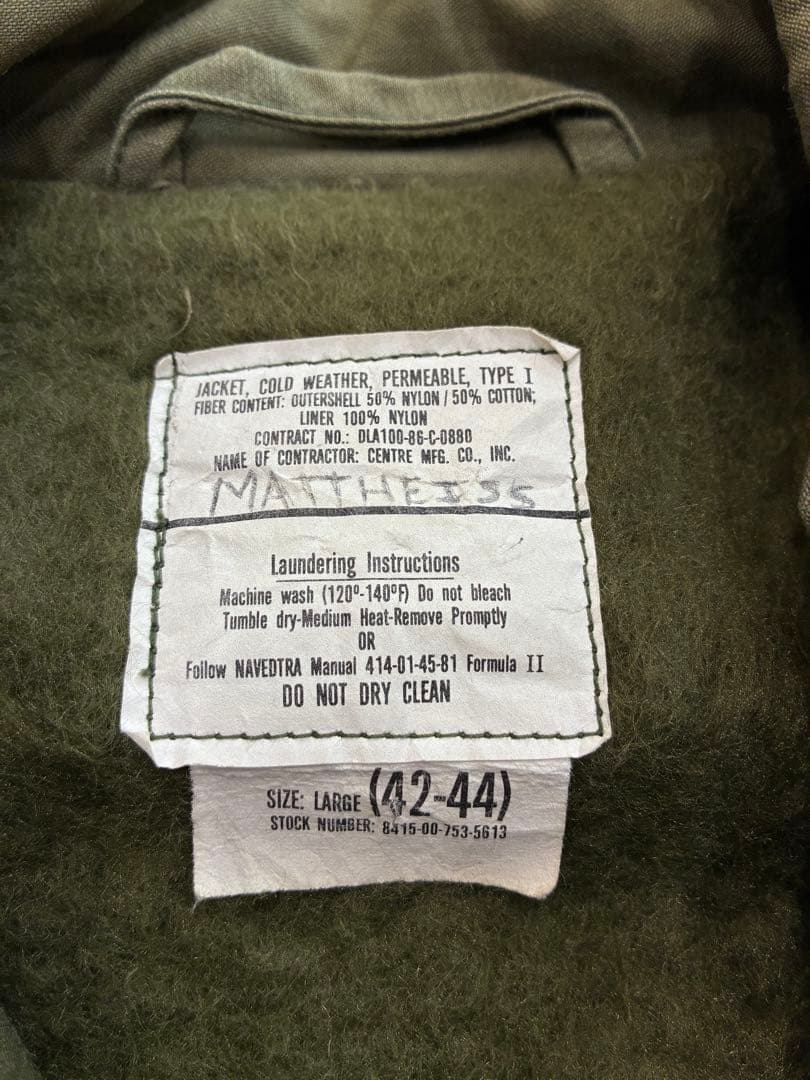 JACKET, COLD WEATHER, PERMEABLE, TYPE I
FIBER CONTENT: OUTERSHELL 50% NYLON / 50% COTTON;
LINER 100% NYLON
CONTRACT NO.: DLA100-86-C-0880
NAME OF CONTRACTOR: CENTRE MFG. CO., INC.
MATTHEISS
Laundering Instructions
Machine wash (120º-140ºF) Do not bleach
Tumble dry-Medium Heat-Remove Promptly
OR
Follow NAVEDTRA Manual 414-01-45-81 Formula II
DO NOT DRY CLEAN
SIZE: LARGE (42-44)
STOCK NUMBER: 8415-00-753-5613